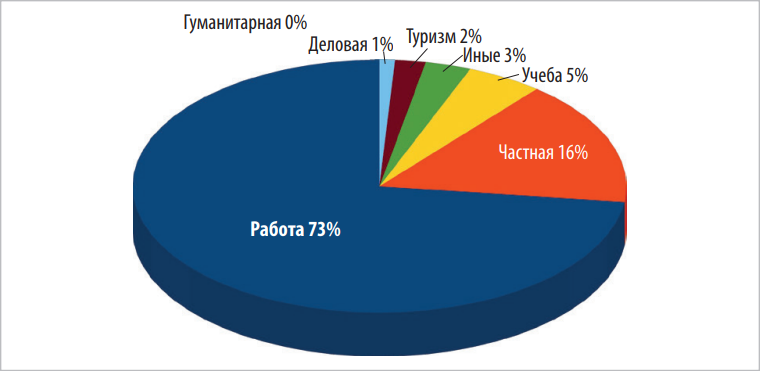 Гуманитарная 0%
Деловая 1%
Туризм 2%
Иные 3%
Учеба 5%
Частная 16%
Работа 73%